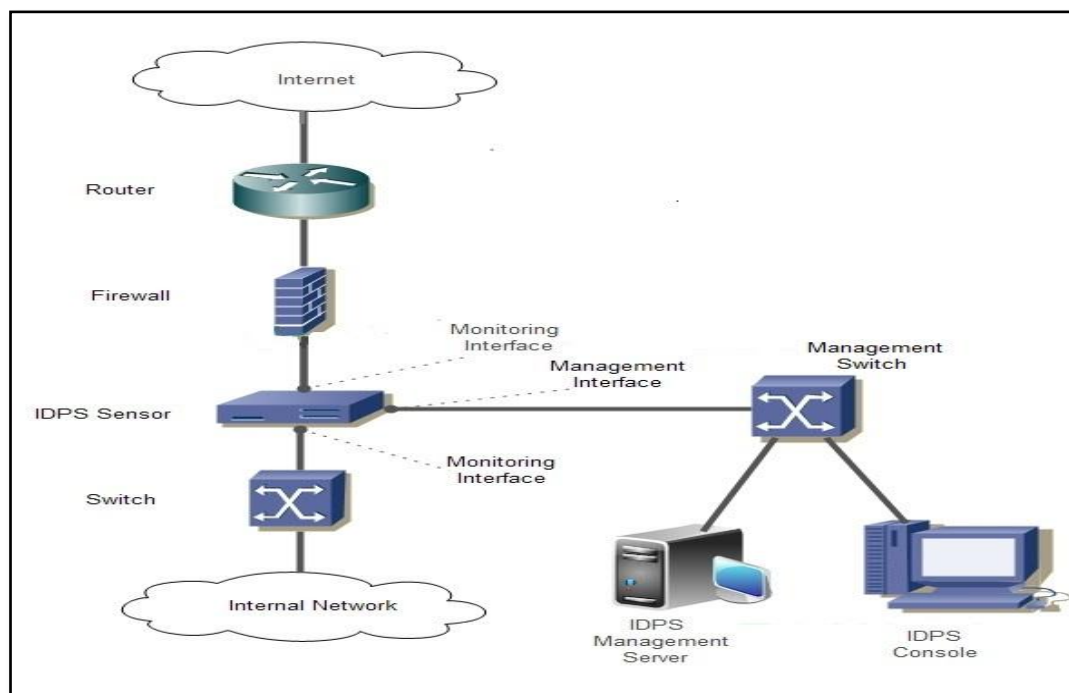 Internet
Router
Firewall
Monitoring
Interface
Management
Switch
Management
Interface
IDPS Sensor
Monitoring
Interface
Switch
Internal Network
IDPS
Management
Server
IDPS
Console